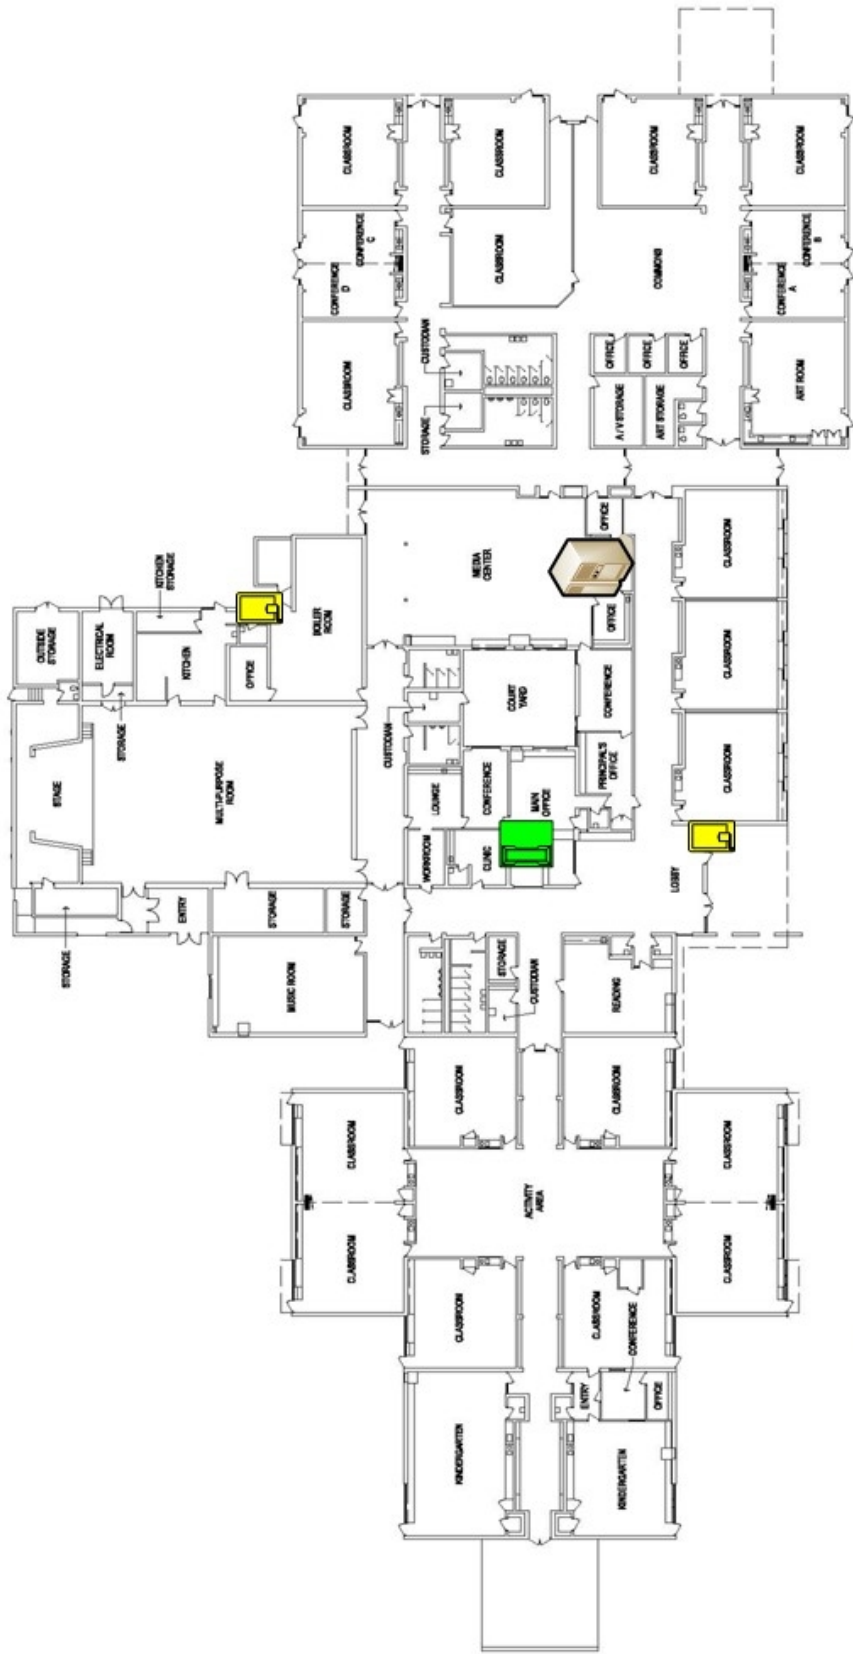 CLASSROOM
CLASSROOM
CLASSROOM
CLASSROOM
CONFERENCE
C
CONFERENCE
D
CLASSROOM
COMMONS
CONFERENCE
B
CONFERENCE
A
CLASSROOM
CUSTODIAN
STORAGE
OFFICE
OFFICE
OFFICE
A / V STORAGE
ART STORAGE
ART ROOM
OUTSIDE
STORAGE
ELECTRICAL
ROOM
KITCHEN
STORAGE
KITCHEN
STORAGE
OFFICE
BOILER
ROOM
MEDIA
CENTER
OFFICE
OFFICE
CLASSROOM
CLASSROOM
CLASSROOM
STAGE
MULTI-PURPOSE
ROOM
CUSTODIAN
COURT
YARD
CONFERENCE
LOUNGE
CONFERENCE
MAIN
OFFICE
PRINCIPAL'S
OFFICE
WORKROOM
CLINIC
LOBBY
STORAGE
ENTRY
STORAGE
STORAGE
MUSIC ROOM
STORAGE
CUSTODIAN
READING
CLASSROOM
CLASSROOM
CLASSROOM
CLASSROOM
ACTIVITY
AREA
CLASSROOM
CLASSROOM
CLASSROOM
CLASSROOM
CONFERENCE
ENTRY
OFFICE
KINDERGARTEN
KINDERGARTEN